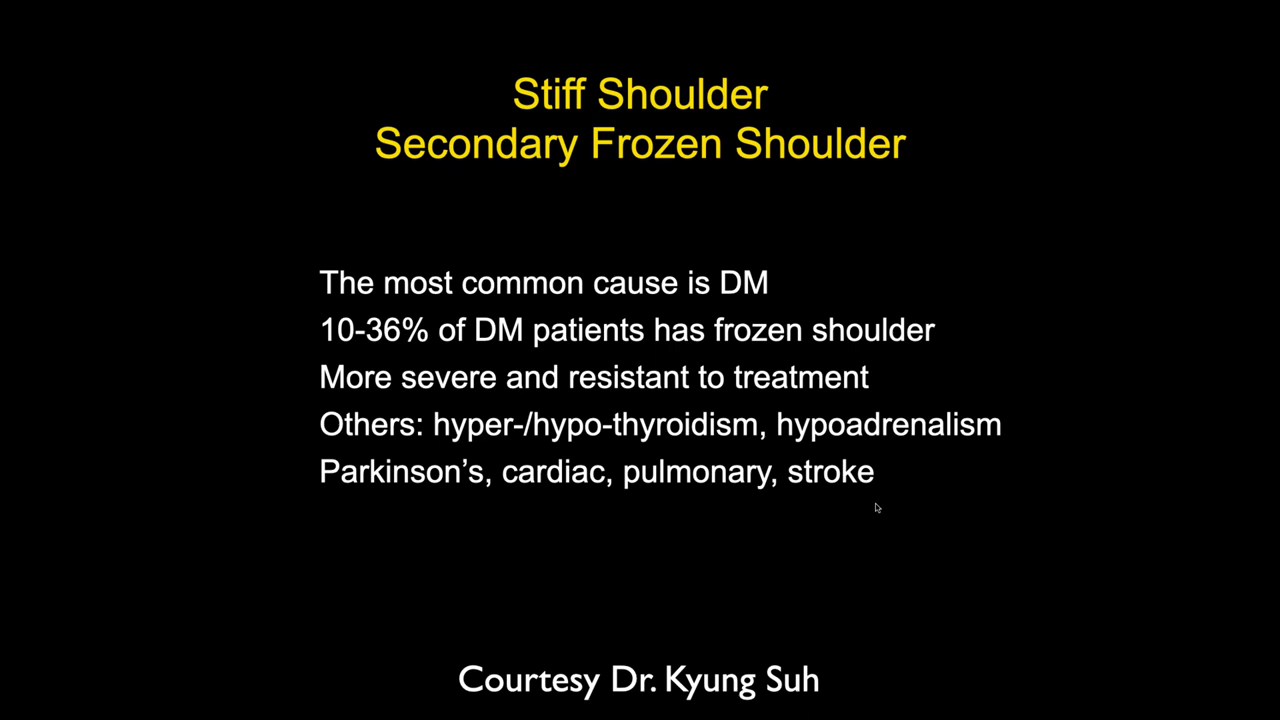 Stiff Shoulder
Secondary Frozen Shoulder
The most common cause is DM
10-36% of DM patients has frozen shoulder
More severe and resistant to treatment
Others: hyper-/hypo-thyroidism, hypoadrenalism
Parkinson’s, cardiac, pulmonary, stroke
Courtesy Dr. Kyung Suh